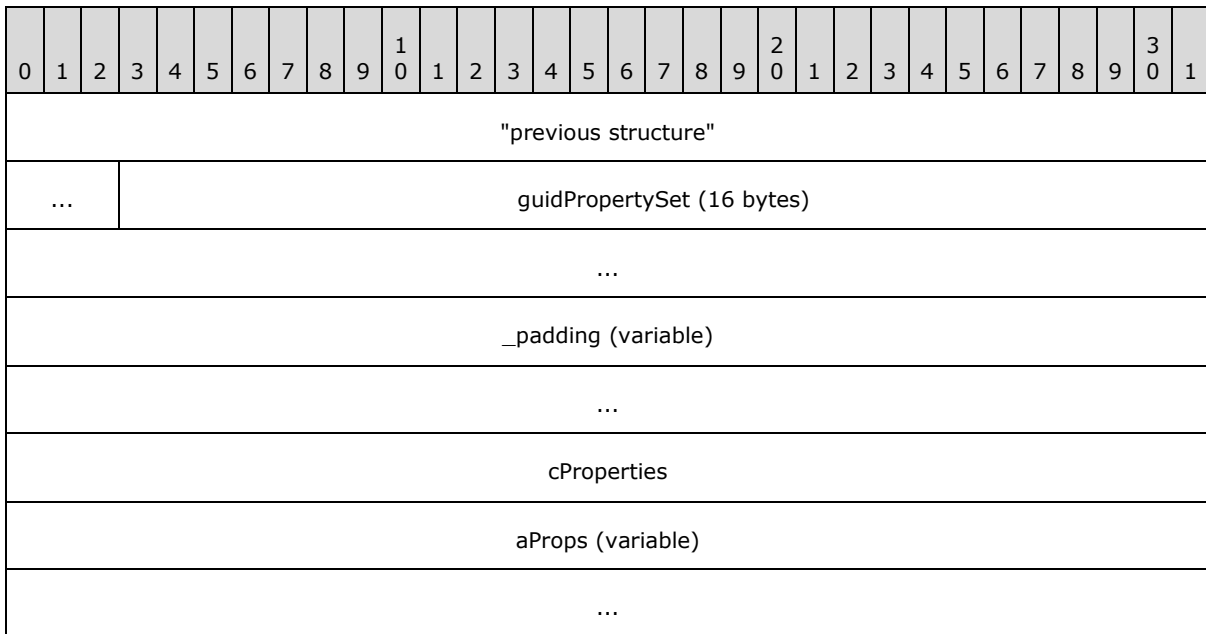 1 2 3
0 1 2 3 4 5 6 7 8 9 0 1 2 3 4 5 6 7 8 9 0 1 2 3 4 5 6 7 8 9 0 1
"previous structure"
... guidPropertySet (16 bytes)
...
_padding (variable)
...
cProperties
aProps (variable)
...